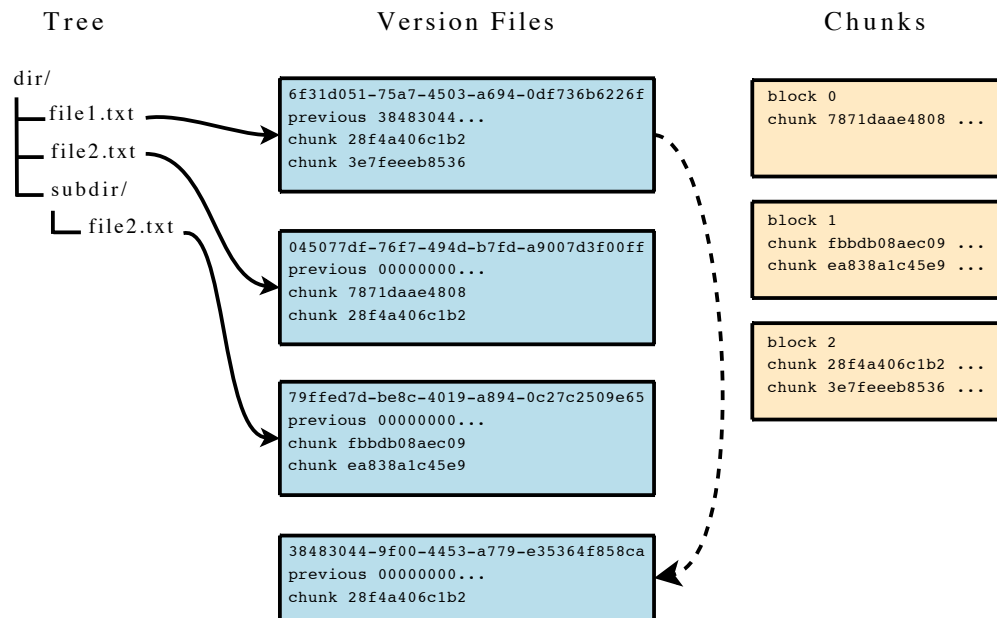 Tree
dir/
file1.txt
file2.txt
subdir/
file2.txt
Version Files
6f31d051-75a7-4503-a694-0df736b6226f
previous 38483044...
chunk 28f4a406c1b2
chunk 3e7feeeb8536
045077df-76f7-494d-b7fd-a9007d3f00ff
previous 00000000...
chunk 7871daae4808
chunk 28f4a406c1b2
79ffed7d-be8c-4019-a894-0c27c2509e65
previous 00000000...
chunk fbbdb08aec09
chunk ea838a1c45e9
38483044-9f00-4453-a779-e35364f858ca
previous 00000000...
chunk 28f4a406c1b2
Chunks
block 0
chunk 7871daae4808 ...
block 1
chunk fbbdb08aec09 ...
chunk ea838a1c45e9 ...
block 2
chunk 28f4a406c1b2 ...
chunk 3e7feeeb8536 ...